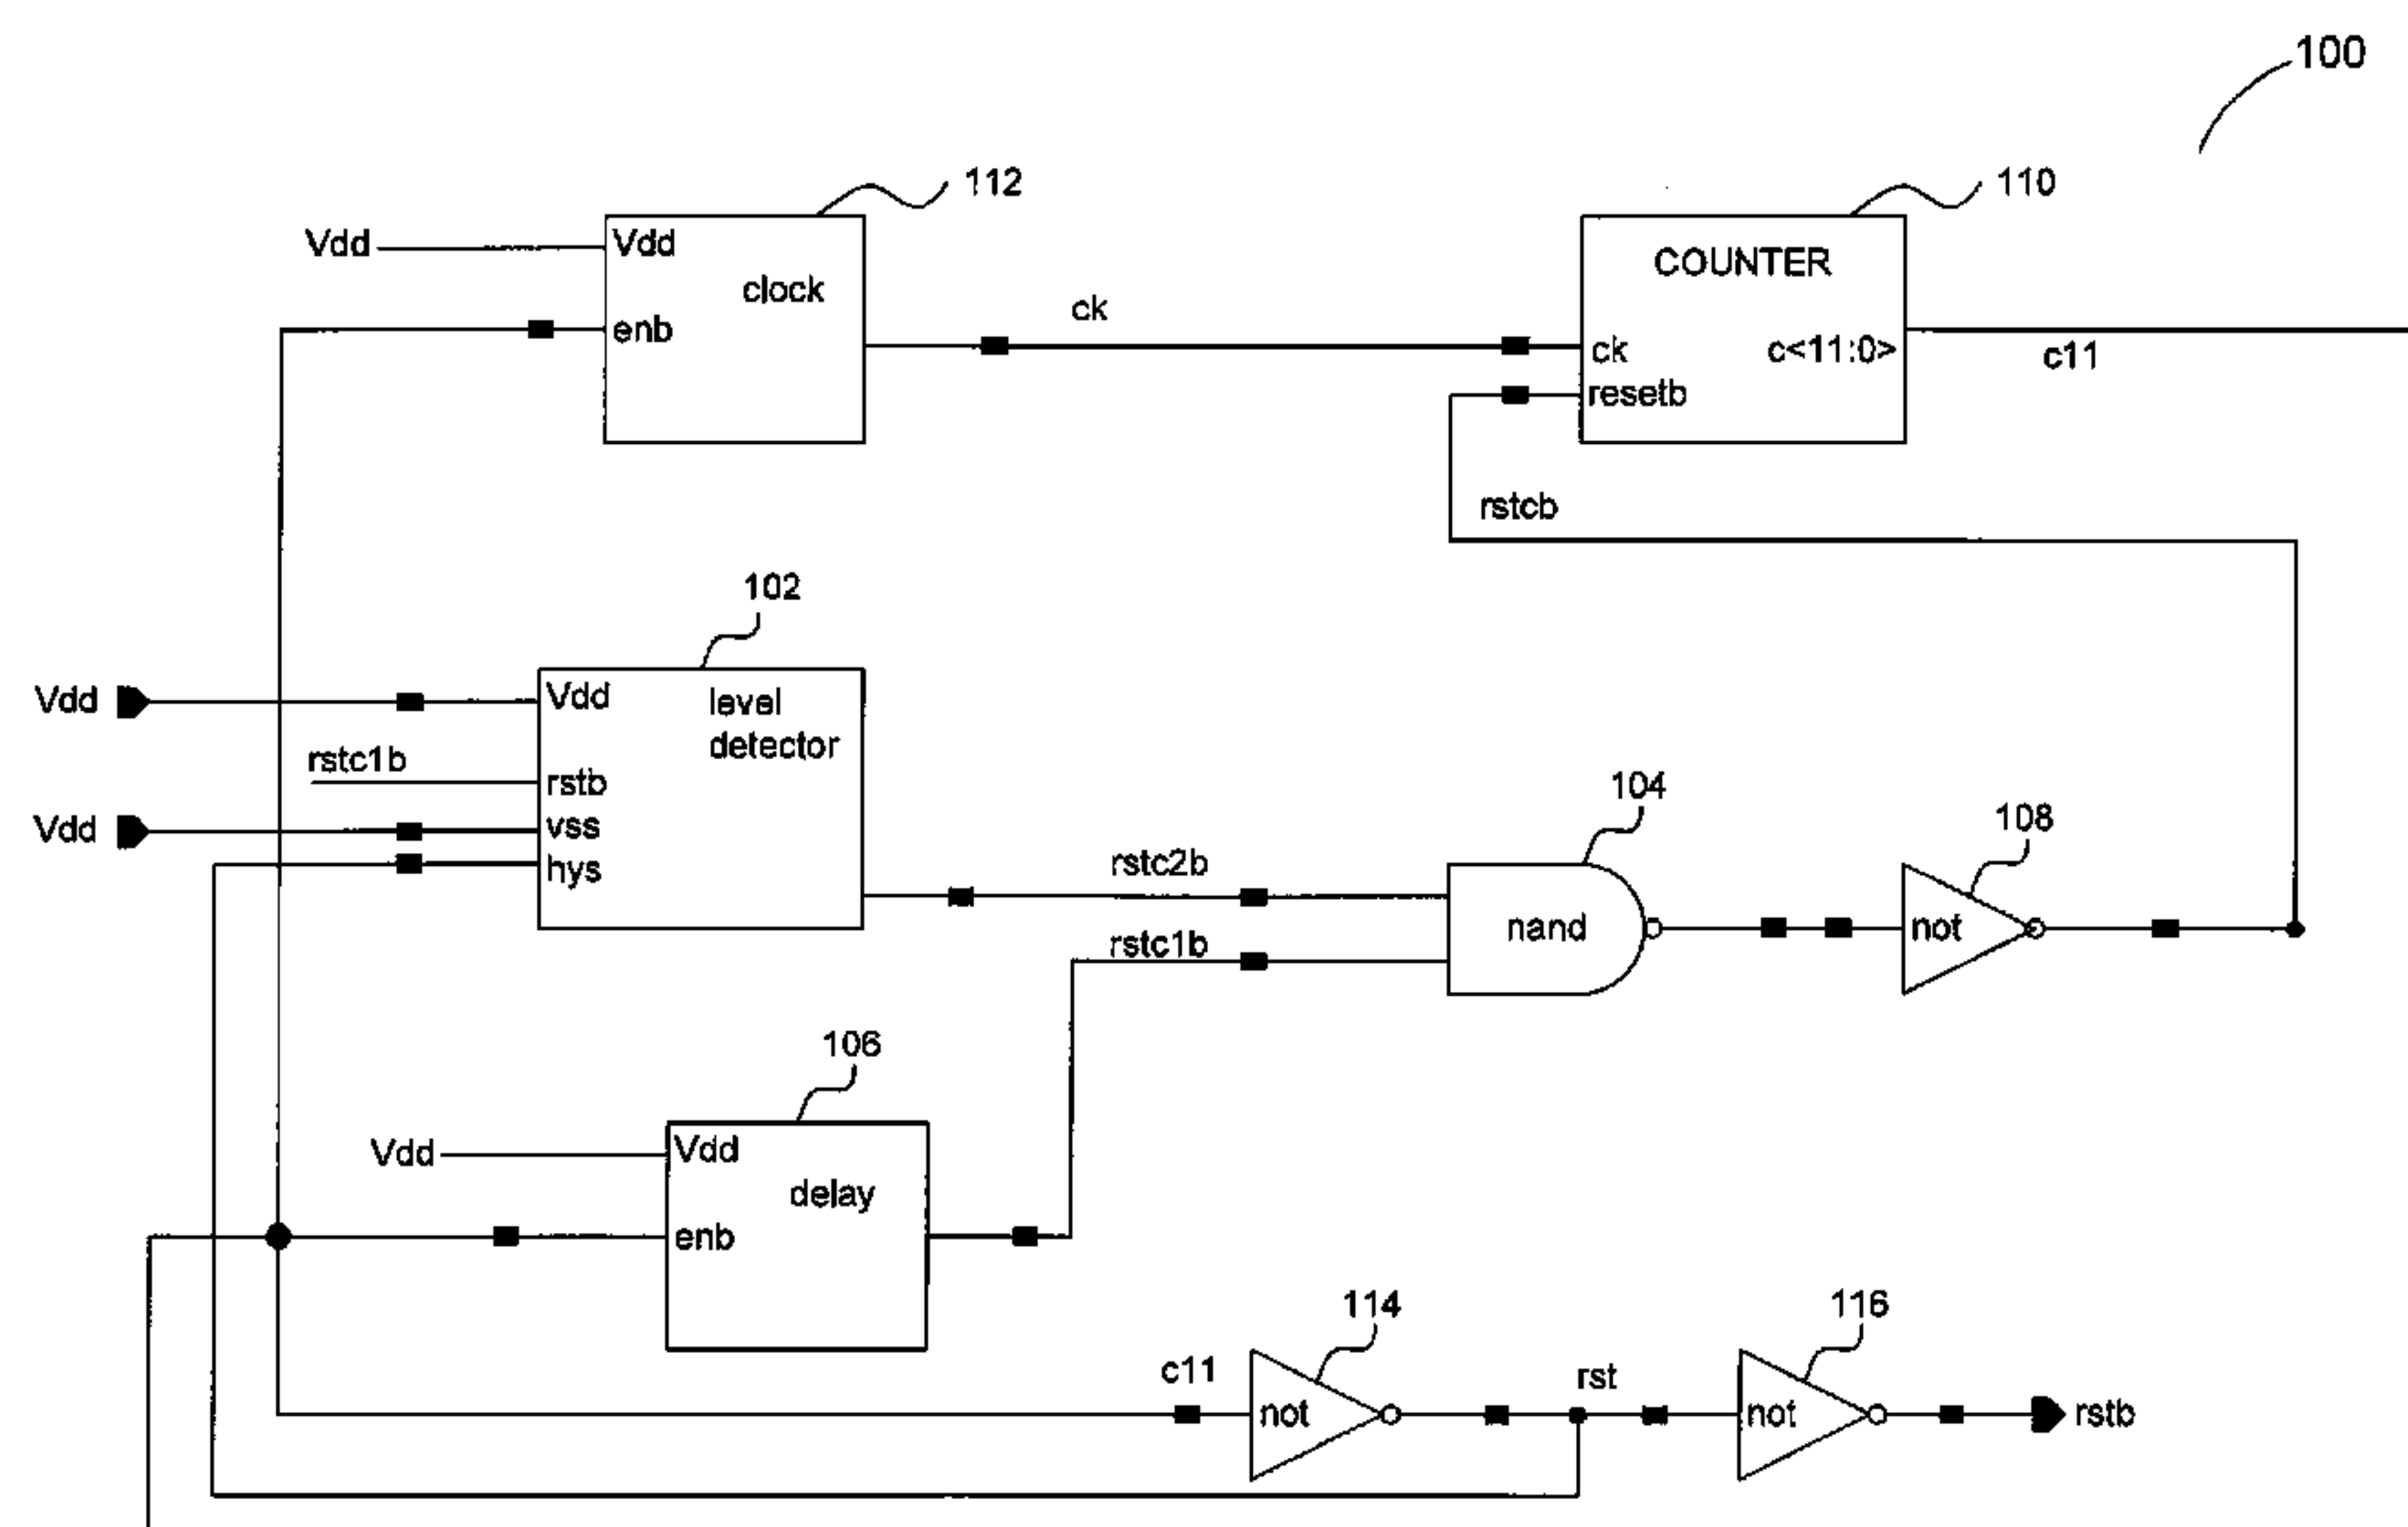 100
112
110
Vdd
Vdd
clock
enb
ck
COUNTER
ck
c<11:0>
resetb
c11
rstcb
102
Vdd
Vdd
level
detector
rstc1b
rstb
Vdd
vss
hys
rstc2b
rstc1b
104
nand
108
not
106
Vdd
Vdd
delay
enb
c11
114
not
rst
116
not
rstb